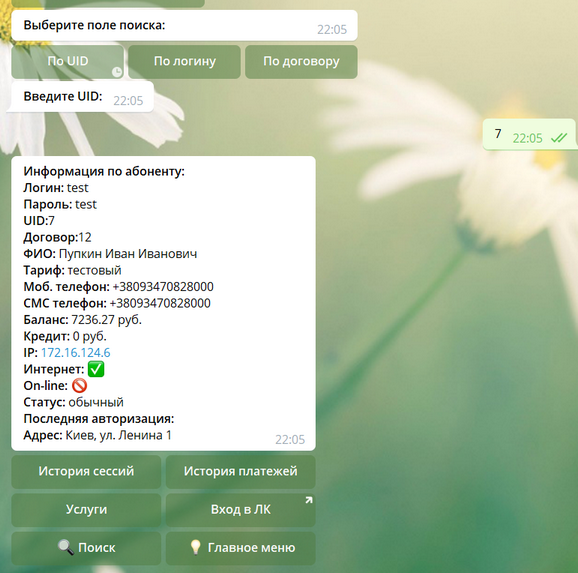 Выберите поле поиска:
22:05
По UID
По логину
По договору
Введите UID: 22:05
7 22:05
Информация по абоненту:
Логин: test
Пароль: test
UID:7
Договор:12
ФИО: Пупкин Иван Иванович
Тариф: тестовый
Моб. телефон: +38093470828000
СМС телефон: +38093470828000
Баланс: 7236.27 руб.
Кредит: 0 руб.
IP: 172.16.124.6
Интернет: ✅
On-line: 🚫
Статус: обычный
Последняя авторизация:
Адрес: Киев, ул. Ленина 1
22:05
История сессий
История платежей
Услуги
Вход в ЛК
🔍 Поиск
💡 Главное меню